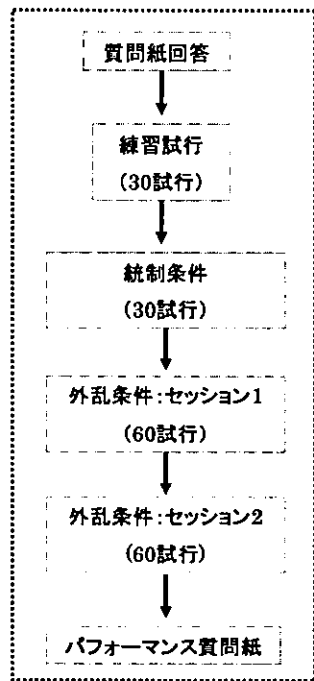 質問紙回答
練習試行
(30試行)
統制条件
(30試行)
外乱条件:セッション1
(60試行)
外乱条件:セッション2
(60試行)
パフォーマンス質問紙